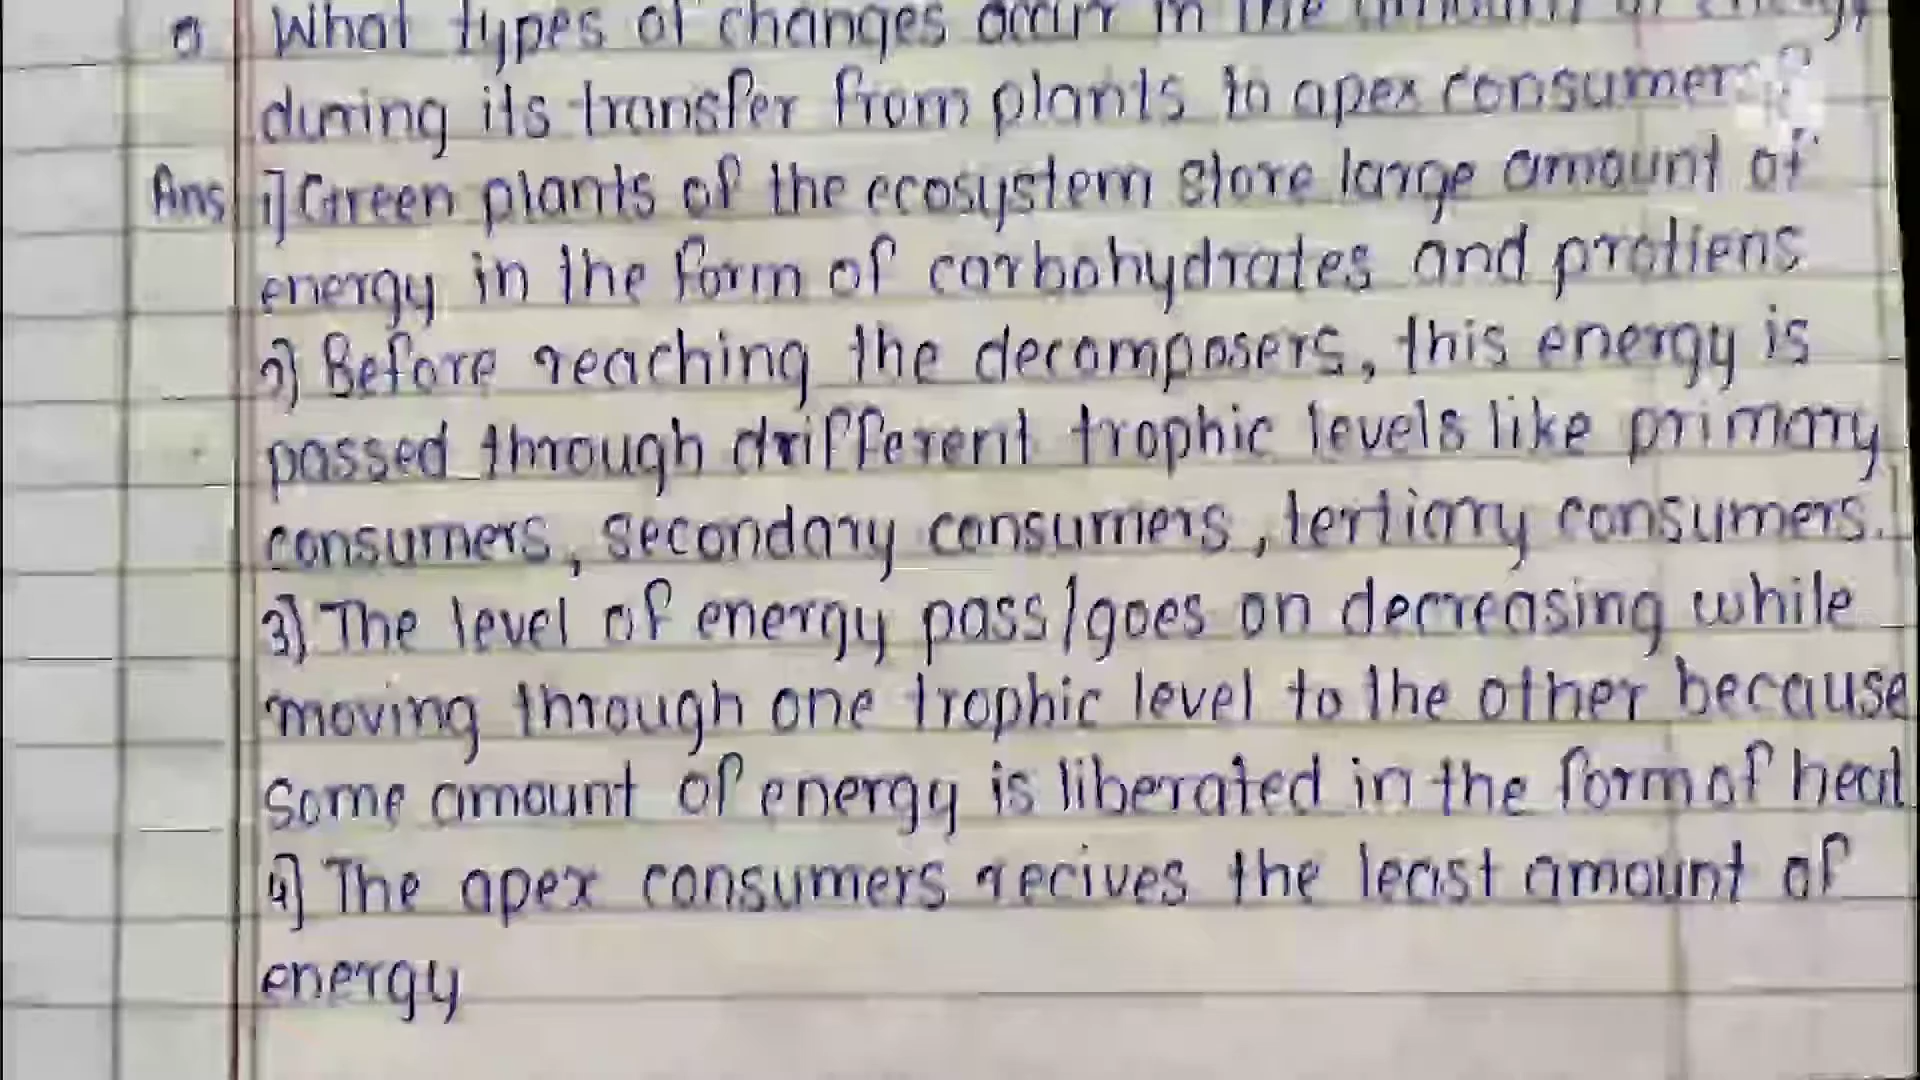 a What types of changes occur in the amount of energy
during its transfer from plants to apex consumers?
Ans 1] Green plants of the ecosystem store large amount of
energy in the form of carbohydrates and protiens
2] Before reaching the decomposers, this energy is
passed through drifferent trophic levels like primary
consumers, secondary consumers, tertiary consumers.
3] The level of energy pass/goes on decreasing while
moving through one trophic level to the other because
some amount of energy is liberated in the form of heat
4] The apex consumers recives the least amount of
energy